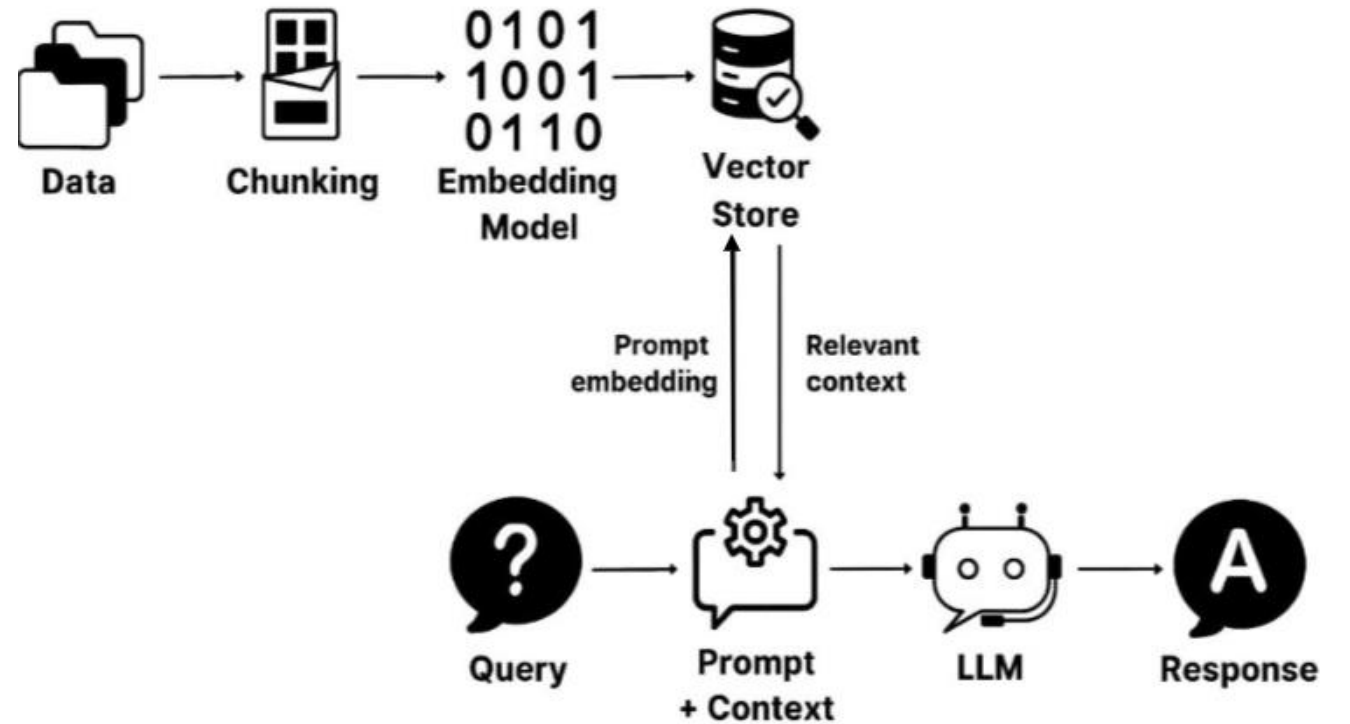 0101
1001
0110
Data
Chunking
Embedding
Model
Vector
Store
Prompt
embedding
Relevant
context
?
A
Query
Prompt
+ Context
LLM
Response